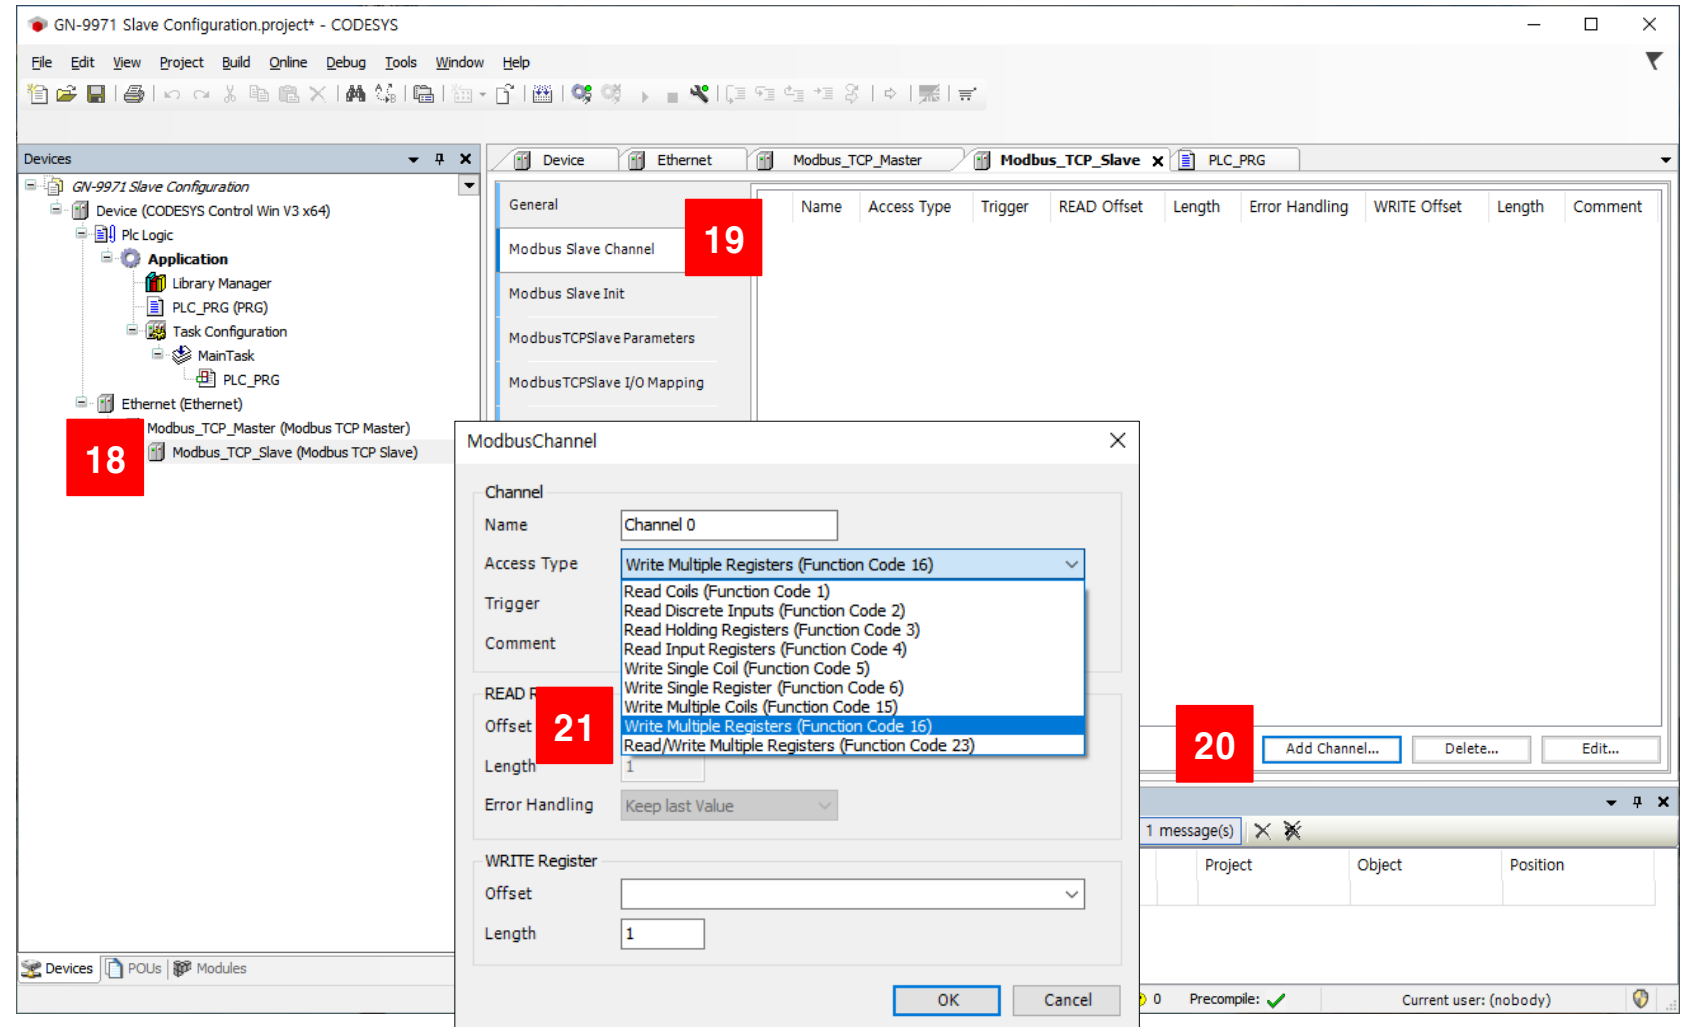 GN-9971 Slave Configuration.project* - CODESYS
File Edit View Project Build Online Debug Tools Window Help
Devices
GN-9971 Slave Configuration
Device (CODESYS Control Win V3 x64)
Plc Logic
Application
Library Manager
PLC_PRG (PRG)
Task Configuration
MainTask
PLC_PRG
Ethernet (Ethernet)
Modbus_TCP_Master (Modbus TCP Master)
18
Modbus_TCP_Slave (Modbus TCP Slave)
Devices POUs Modules
Device Ethernet Modbus_TCP_Master Modbus_TCP_Slave PLC_PRG
General
Modbus Slave Channel
19
Modbus Slave Init
ModbusTCPSlave Parameters
ModbusTCPSlave I/O Mapping
Name Access Type Trigger READ Offset Length Error Handling WRITE Offset Length Comment
20
Add Channel... Delete... Edit...
ModbusChannel
Channel
Name Channel 0
Access Type Write Multiple Registers (Function Code 16)
Read Coils (Function Code 1)
Read Discrete Inputs (Function Code 2)
Read Holding Registers (Function Code 3)
Read Input Registers (Function Code 4)
Write Single Coil (Function Code 5)
Write Single Register (Function Code 6)
Write Multiple Coils (Function Code 15)
Write Multiple Registers (Function Code 16)
Read/Write Multiple Registers (Function Code 23)
Trigger
Comment
READ R
Offset
21
Length 1
Error Handling Keep last Value
WRITE Register
Offset
Length 1
OK Cancel
1 message(s)
Project Object Position
0 Precompile: Current user: (nobody)